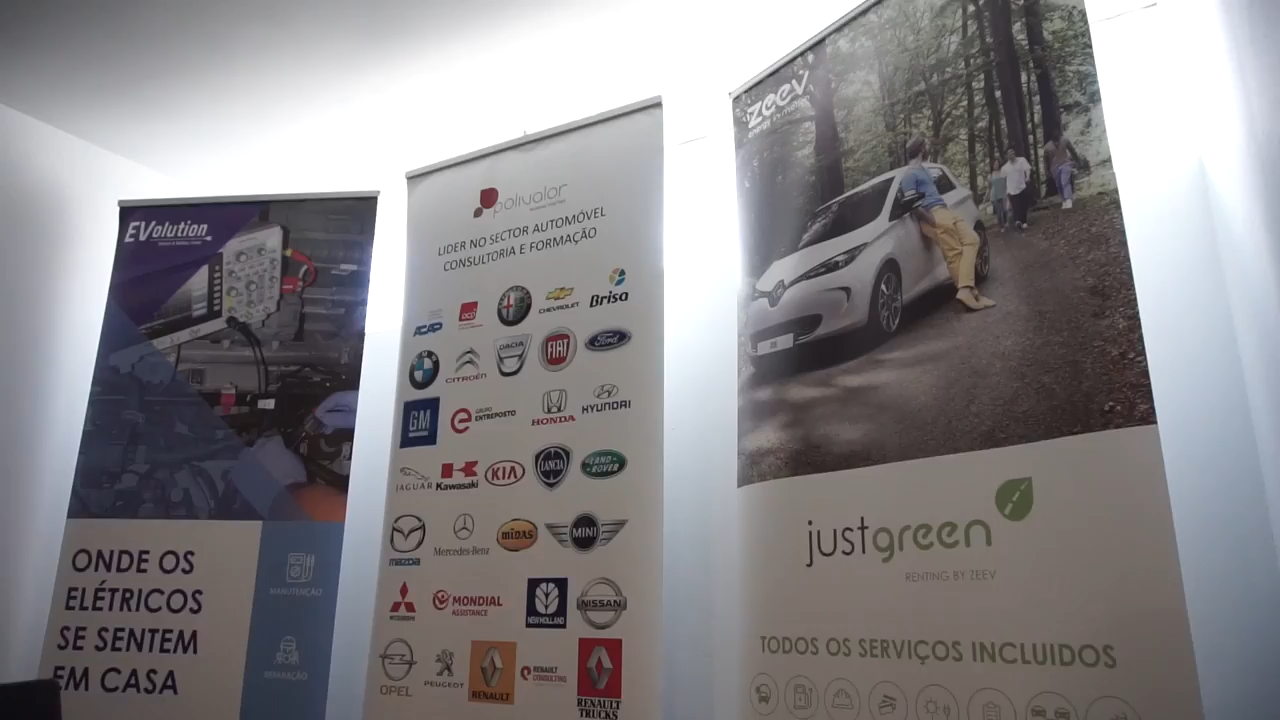 EVolution
ONDE OS
ELÉTRICOS
SE SENTEM
EM CASA
MANUTENÇÃO
REPARAÇÃO
polivalor
LIDER NO SECTOR AUTOMÓVEL
CONSULTORIA E FORMAÇÃO
ACAP
acp
CHEVROLET
Brisa
BMW
CITROËN
DACIA
FIAT
Ford
GM
GRUPO
ENTREPOSTO
HONDA
HYUNDAI
JAGUAR
Kawasaki
KIA
LANCIA
LAND-
ROVER
mazda
Mercedes-Benz
MIDAS
MINI
MITSUBISHI
MONDIAL
ASSISTANCE
NEW HOLLAND
NISSAN
OPEL
PEUGEOT
RENAULT
RENAULT
CONSULTING
RENAULT
TRUCKS
zeev
energy in motion
justgreen
RENTING BY ZEEV
TODOS OS SERVIÇOS INCLUIDOS